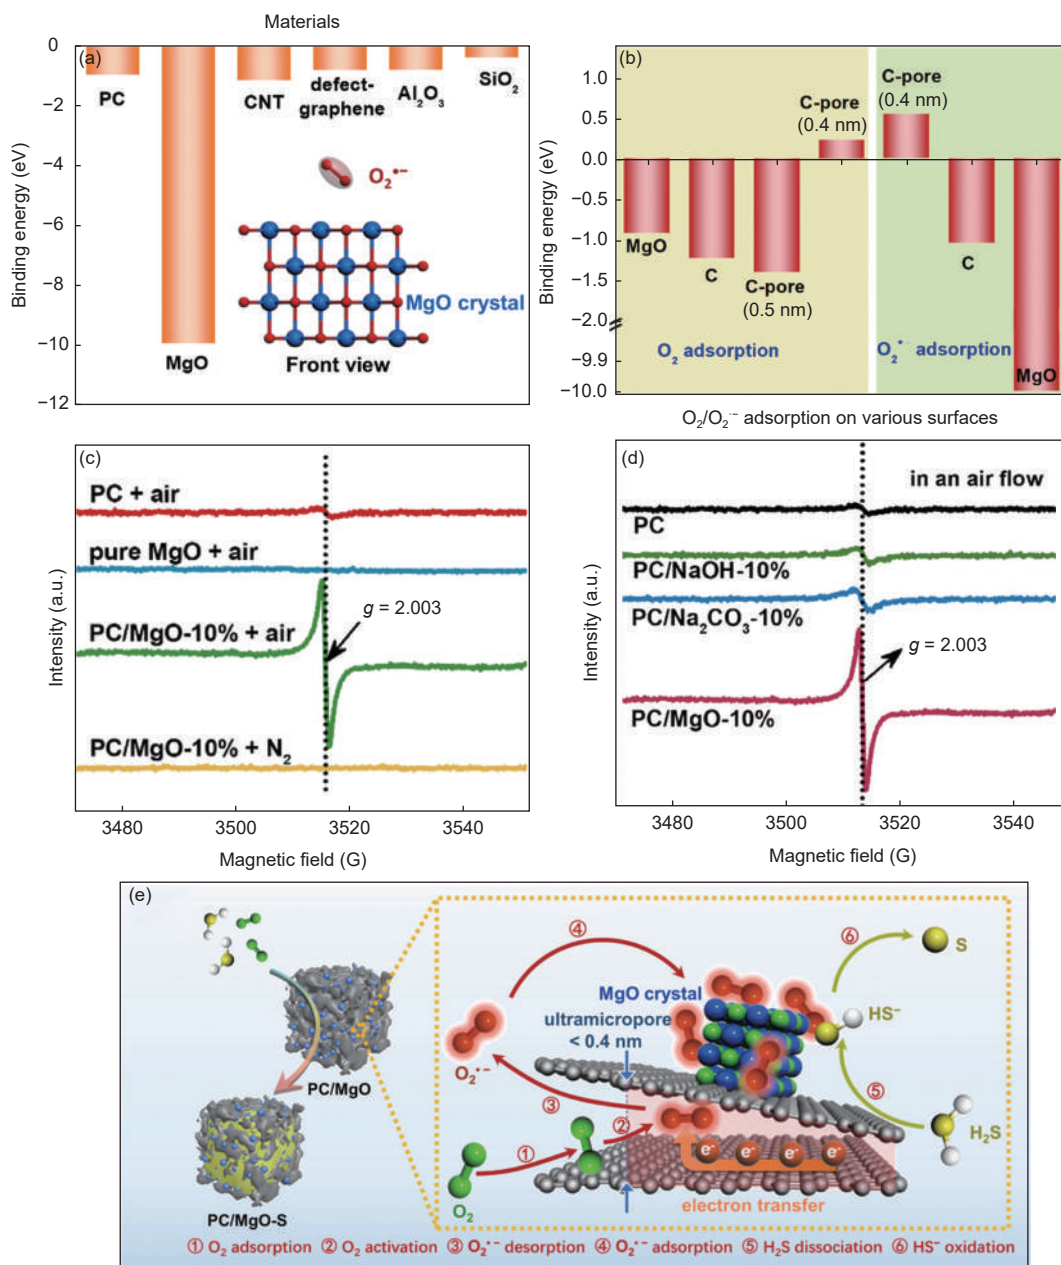 Materials
(a)
0
−2
−4
−6
−8
−10
−12
Binding energy (eV)
PC
MgO
CNT
defect-
graphene
Al₂O₃
SiO₂
O₂•−
MgO crystal
Front view
(b)
1.0
0.5
0.0
−0.5
−1.0
−1.5
−2.0
−9.9
−10.0
Binding energy (eV)
MgO
C
C-pore
(0.5 nm)
C-pore
(0.4 nm)
C-pore
(0.4 nm)
C
MgO
O₂ adsorption
O₂•− adsorption
O₂/O₂·− adsorption on various surfaces
(c)
PC + air
pure MgO + air
PC/MgO-10% + air
g = 2.003
PC/MgO-10% + N₂
Intensity (a.u.)
3480 3500 3520 3540
Magnetic field (G)
(d)
in an air flow
PC
PC/NaOH-10%
PC/Na₂CO₃-10%
g = 2.003
PC/MgO-10%
Intensity (a.u.)
3480 3500 3520 3540
Magnetic field (G)
(e)
PC/MgO
PC/MgO-S
④
⑥
S
MgO crystal
ultramicropore
< 0.4 nm
HS⁻
O₂•−
③
②
①
O₂
⑤
H₂S
e⁻ e⁻ e⁻ e⁻
electron transfer
① O₂ adsorption ② O₂ activation ③ O₂•− desorption ④ O₂•− adsorption ⑤ H₂S dissociation ⑥ HS⁻ oxidation